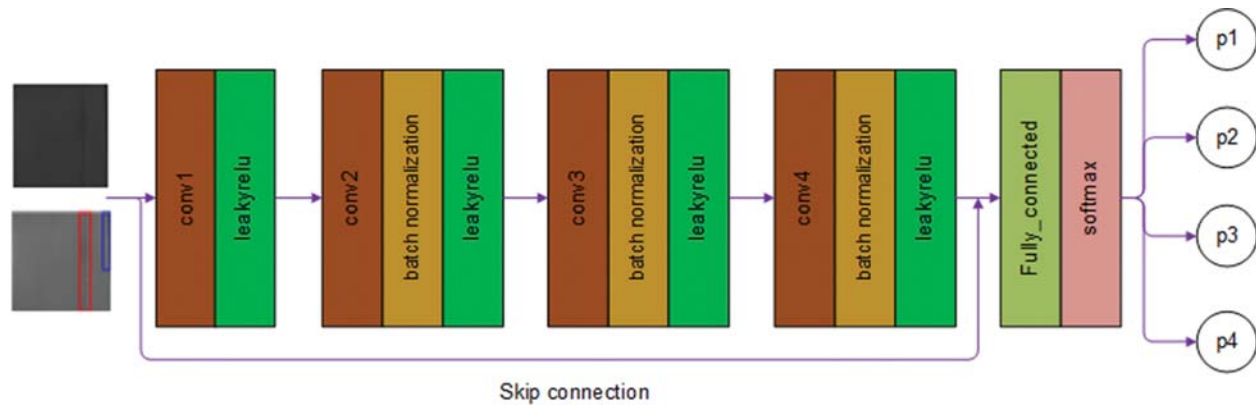 conv1
leakyrelu
conv2
batch normalization
leakyrelu
conv3
batch normalization
leakyrelu
conv4
batch normalization
leakyrelu
Fully_connected
softmax
p1
p2
p3
p4
Skip connection